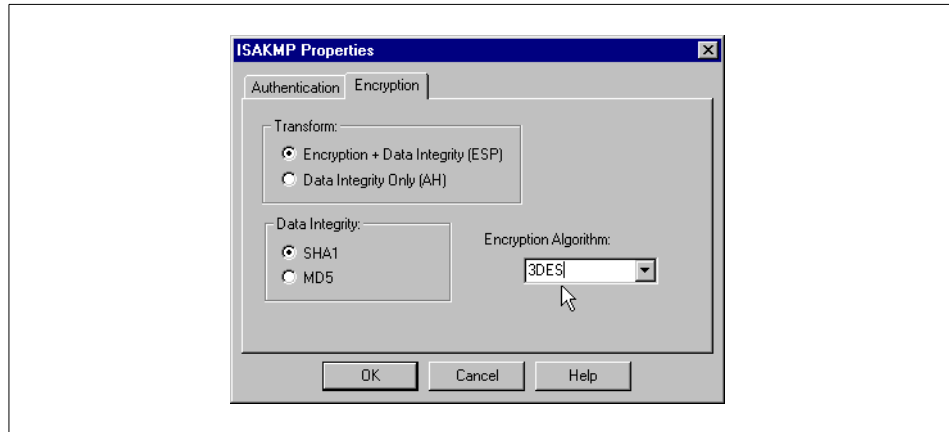 ISAKMP Properties
Authentication
Encryption
Transform:
Encryption + Data Integrity (ESP)
Data Integrity Only (AH)
Data Integrity:
SHA1
MD5
Encryption Algorithm:
3DES
OK
Cancel
Help